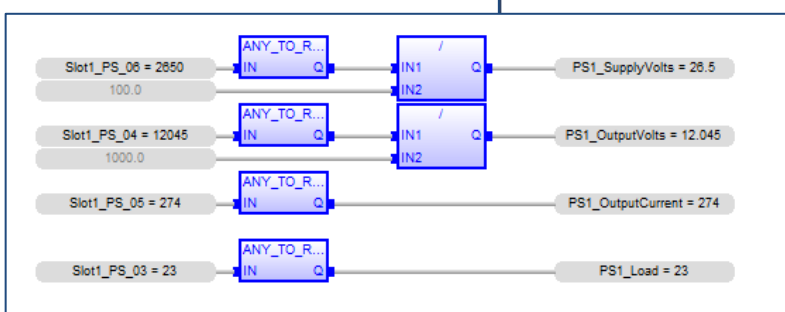 ANY_TO_R... /
Slot1_PS_06 = 2650 IN Q IN1 Q PS1_SupplyVolts = 26.5
100.0 IN2
ANY_TO_R... /
Slot1_PS_04 = 12045 IN Q IN1 Q PS1_OutputVolts = 12.045
1000.0 IN2
ANY_TO_R...
Slot1_PS_05 = 274 IN Q PS1_OutputCurrent = 274
ANY_TO_R...
Slot1_PS_03 = 23 IN Q PS1_Load = 23